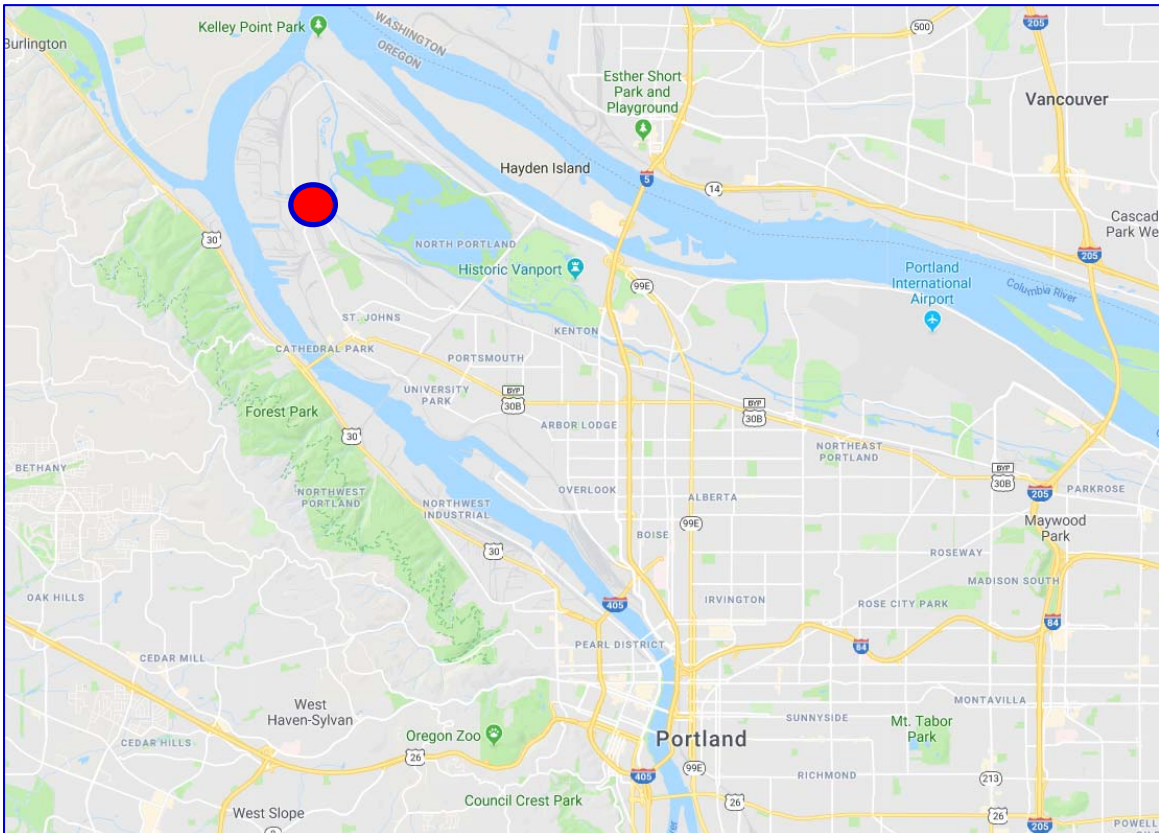 Kelley Point Park
WASHINGTON
OREGON
500
205
Burlington
Esther Short
Park and
Playground
Vancouver
Hayden Island
5
14
Cascad
Park We
30
NORTH PORTLAND
Historic Vanport
99E
205
Portland
International
Airport
Columbia River
ST. JOHNS
KENTON
CATHEDRAL PARK
PORTSMOUTH
UNIVERSITY
PARK
BYP
30B
BYP
30B
Forest Park
30
ARBOR LODGE
NORTHEAST
PORTLAND
BETHANY
BYP
30B
NORTHWEST
PORTLAND
NORTHWEST
INDUSTRIAL
OVERLOOK
ALBERTA
205
PARKROSE
99E
Maywood
Park
BOISE
30
ROSEWAY
MADISON SOUTH
OAK HILLS
405
IRVINGTON
ROSE CITY PARK
84
PEARL DISTRICT
84
CEDAR MILL
West
Haven-Sylvan
MONTAVILLA
CEDAR HILLS
Oregon Zoo
SUNNYSIDE
Mt. Tabor
Park
26
26
Portland
405
99E
RICHMOND
213
West Slope
Council Crest Park
26
26
205
POWELL